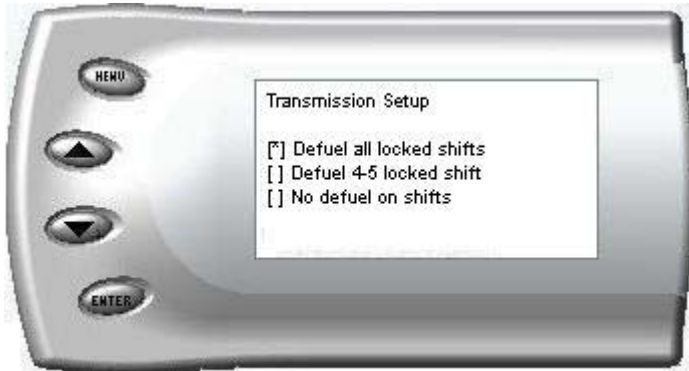 MENU
Transmission Setup
[*] Defuel all locked shifts
[ ] Defuel 4-5 locked shift
[ ] No defuel on shifts
ENTER